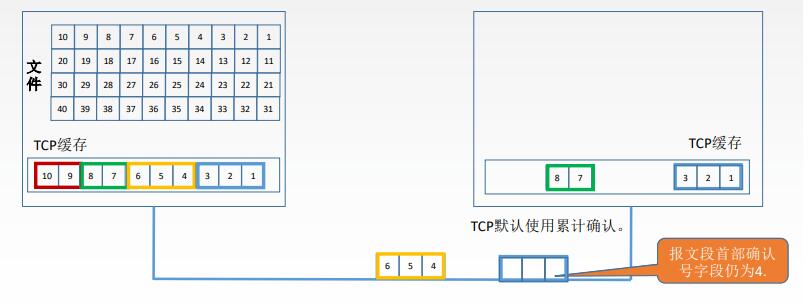 10 9 8 7 6 5 4 3 2 1
20 19 18 17 16 15 14 13 12 11
30 29 28 27 26 25 24 23 22 21
40 39 38 37 36 35 34 33 32 31
文
件
TCP缓存
10 9 8 7 6 5 4 3 2 1
TCP缓存
8 7 3 2 1
TCP默认使用累计确认。
6 5 4
报文段首部确认
号字段仍为4.